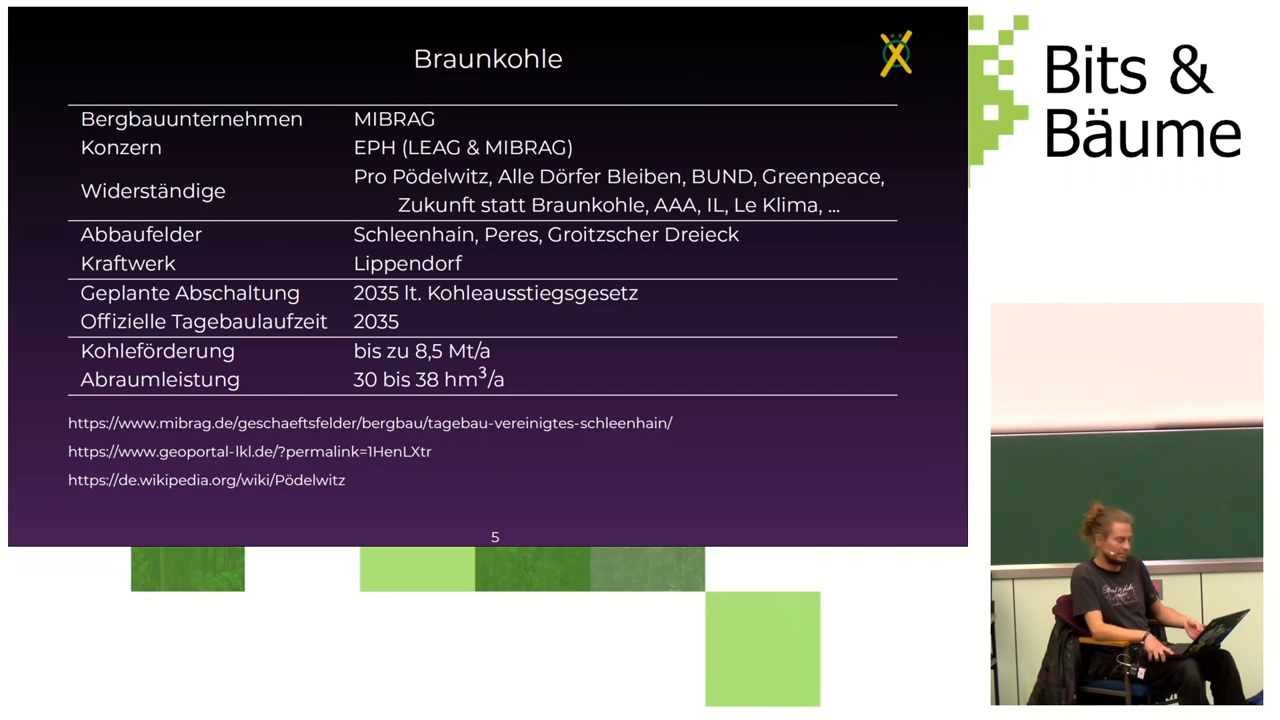 Braunkohle
Bergbauunternehmen MIBRAG
Konzern EPH (LEAG & MIBRAG)
Widerständige Pro Pödelwitz, Alle Dörfer Bleiben, BUND, Greenpeace,
Zukunft statt Braunkohle, AAA, IL, Le Klima, ...
Abbaufelder Schleenhain, Peres, Groitzscher Dreieck
Kraftwerk Lippendorf
Geplante Abschaltung 2035 lt. Kohleausstiegsgesetz
Offizielle Tagebaulaufzeit 2035
Kohleförderung bis zu 8,5 Mt/a
Abraumleistung 30 bis 38 hm³/a
https://www.mibrag.de/geschaeftsfelder/bergbau/tagebau-vereinigtes-schleenhain/
https://www.geoportal-lkl.de/?permalink=1HenLXtr
https://de.wikipedia.org/wiki/Pödelwitz
5
Bits &
Bäume